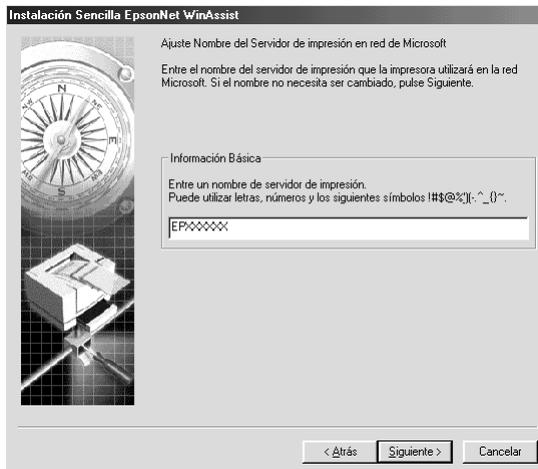 Instalación Sencilla EpsonNet WinAssist
Ajuste Nombre del Servidor de impresión en red de Microsoft
Entre el nombre del servidor de impresión que la impresora utilizará en la red
Microsoft. Si el nombre no necesita ser cambiado, pulse Siguiente.
Información Básica
Entre un nombre de servidor de impresión.
Puede utilizar letras, números y los siguientes símbolos !#$@%')(-.^_{}~.
EPXXXXXX
N
E
S
< Atrás
Siguiente >
Cancelar